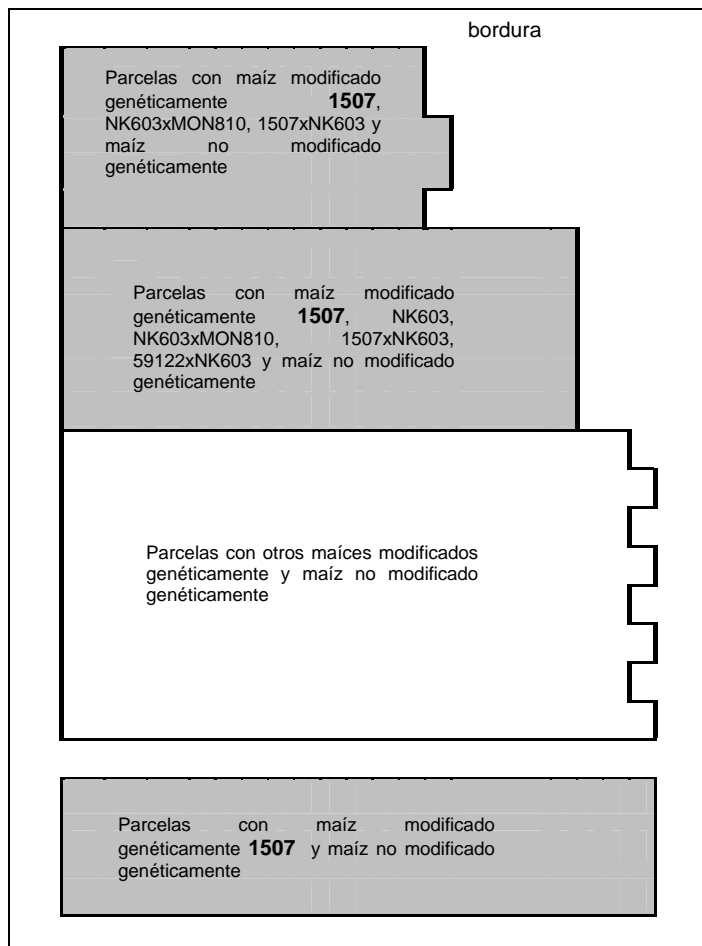 bordura
Parcelas con maíz modificado
genéticamente 1507,
NK603xMON810, 1507xNK603 y
maíz no modificado
genéticamente
Parcelas con maíz modificado
genéticamente 1507, NK603,
NK603xMON810, 1507xNK603,
59122xNK603 y maíz no modificado
genéticamente
Parcelas con otros maíces modificados
genéticamente y maíz no modificado
genéticamente
Parcelas con maíz modificado
genéticamente 1507 y maíz no modificado
genéticamente